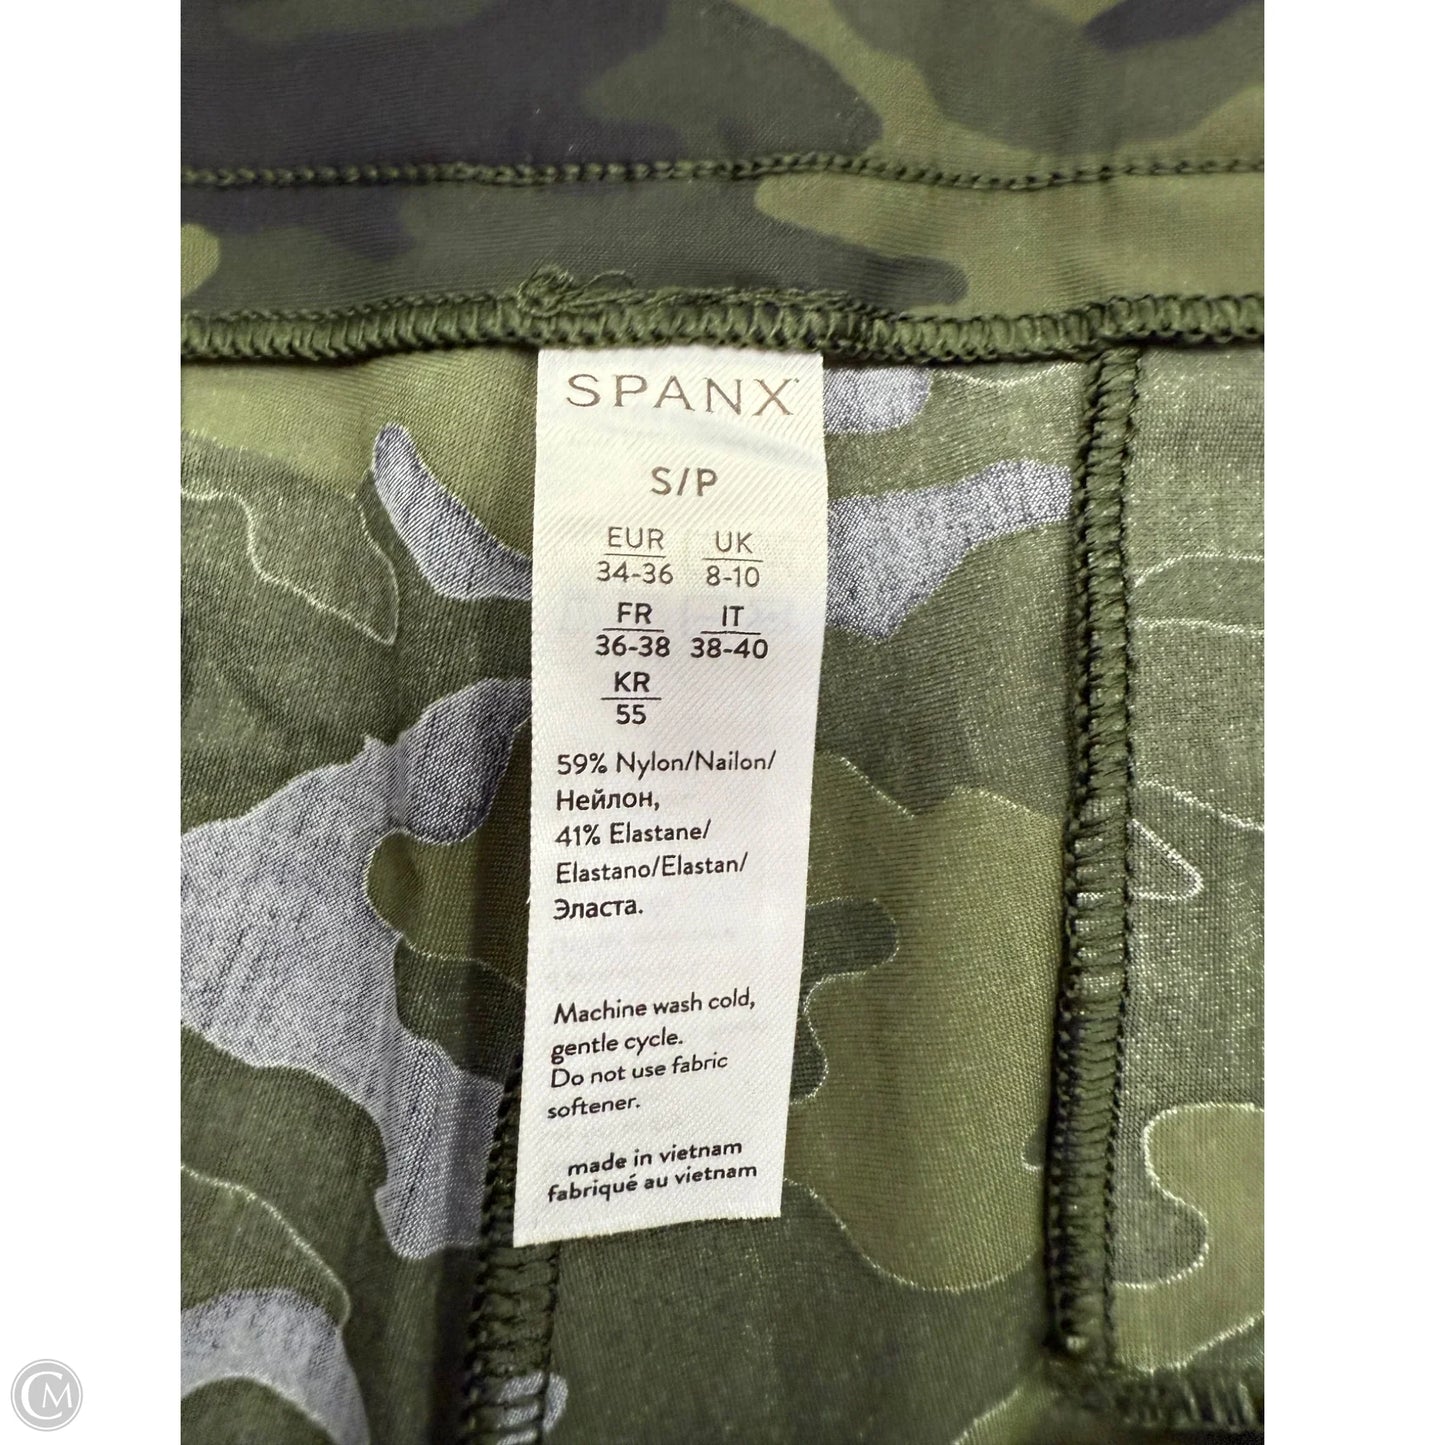 SPANX
S/P
EUR UK
34-36 8-10
FR IT
36-38 38-40
KR
55
59% Nylon/Nailon/
Нейлон,
41% Elastane/
Elastano/Elastan/
Эласта.
Machine wash cold,
gentle cycle.
Do not use fabric
softener.
made in vietnam
fabriqué au vietnam
CM